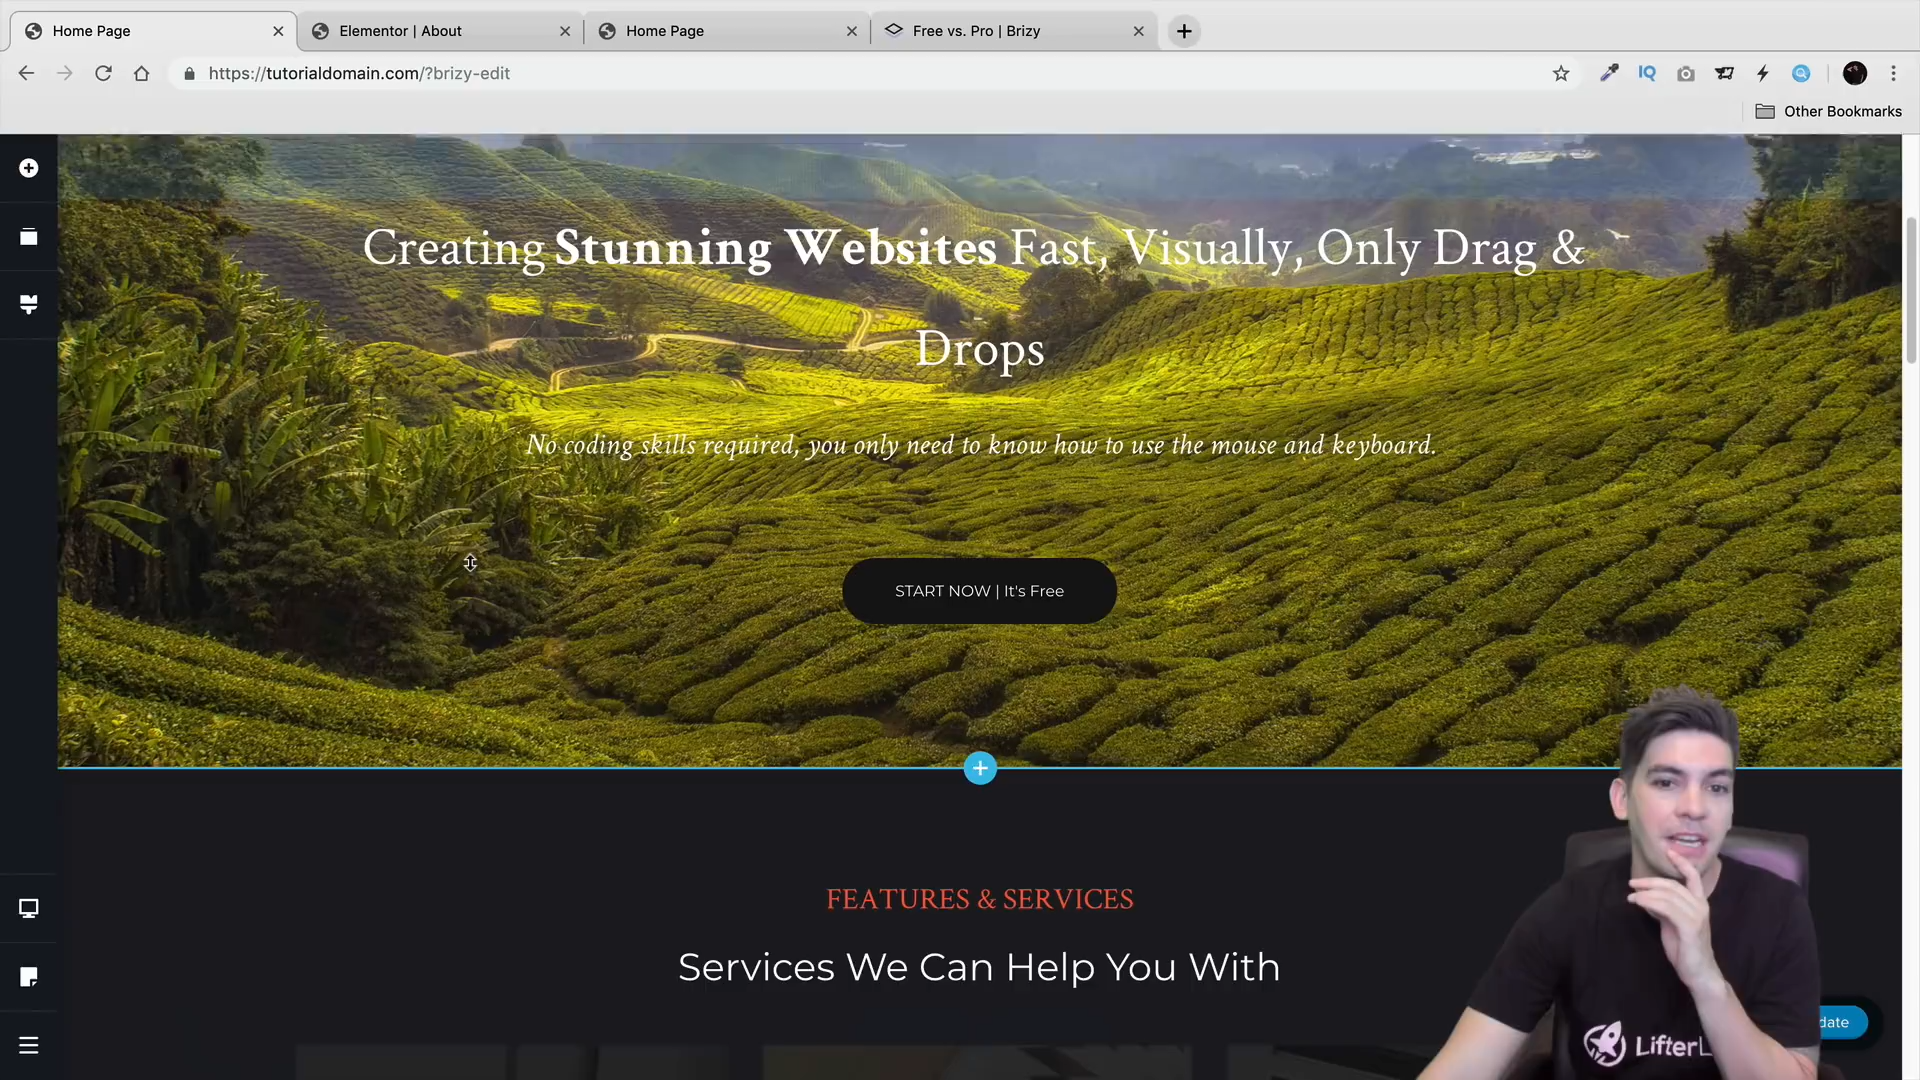 Home Page
Elementor | About
Home Page
Free vs. Pro | Brizy
https://tutorialdomain.com/?brizy-edit
IQ
Other Bookmarks
Creating Stunning Websites Fast, Visually, Only Drag &
Drops
No coding skills required, you only need to know how to use the mouse and keyboard.
START NOW | It's Free
FEATURES & SERVICES
Services We Can Help You With
date
LifterL